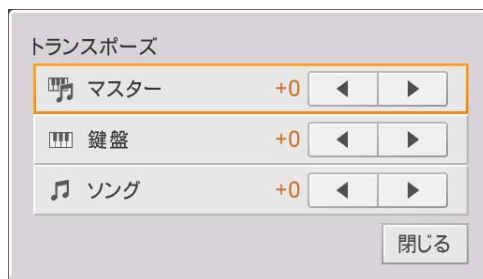 トランスポーズ
マスター +0
鍵盤 +0
ソング +0
閉じる